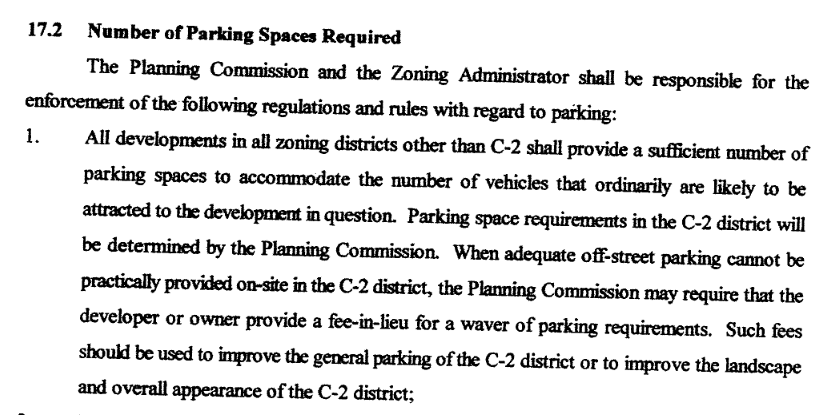 17.2 Number of Parking Spaces Required
The Planning Commission and the Zoning Administrator shall be responsible for the
enforcement of the following regulations and rules with regard to parking:
1. All developments in all zoning districts other than C-2 shall provide a sufficient number of
parking spaces to accommodate the number of vehicles that ordinarily are likely to be
attracted to the development in question. Parking space requirements in the C-2 district will
be determined by the Planning Commission. When adequate off-street parking cannot be
practically provided on-site in the C-2 district, the Planning Commission may require that the
developer or owner provide a fee-in-lieu for a waver of parking requirements. Such fees
should be used to improve the general parking of the C-2 district or to improve the landscape
and overall appearance of the C-2 district;